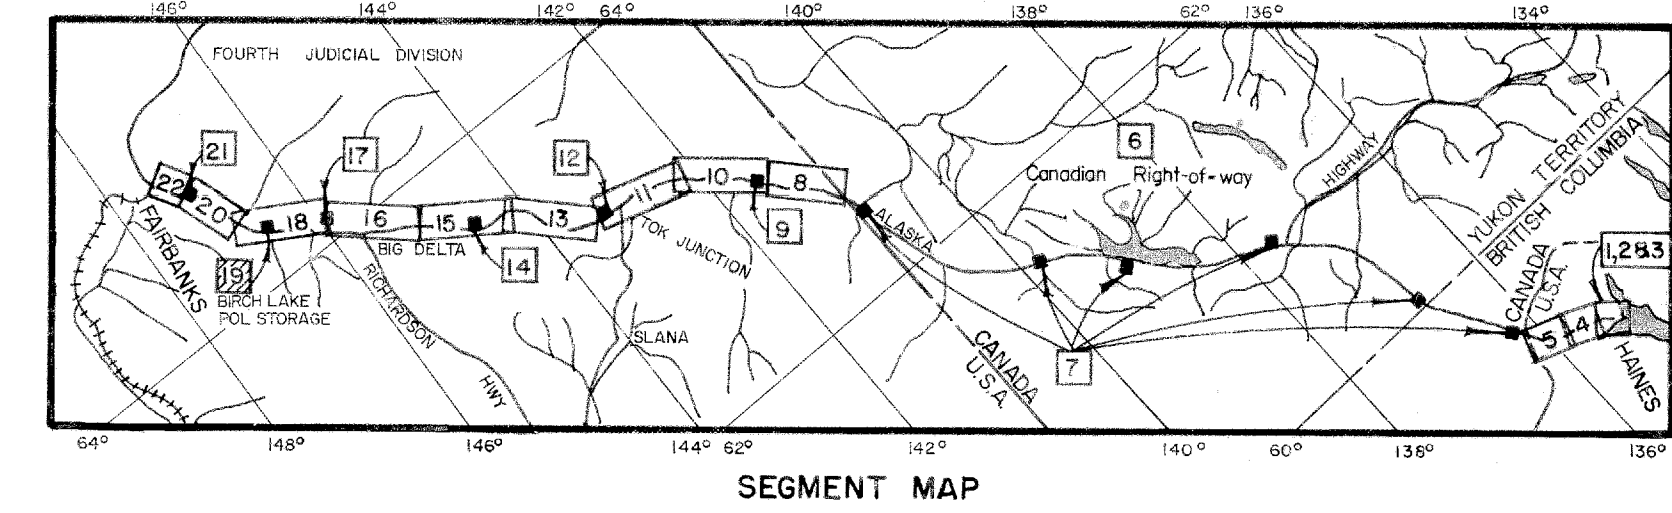 146° 144° 142° 64° 140° 138° 62° 136° 134°
FOURTH JUDICIAL DIVISION
21
17
12
6
22
20
18
16
15
13
11
10
8
9
14
19
Canadian Right-of-way
HIGHWAY
YUKON TERRITORY
BRITISH COLUMBIA
ALASKA
FAIRBANKS
BIG DELTA
TOK JUNCTION
BIRCH LAKE
POL STORAGE
RICHARDSON
HWY
SLANA
CANADA
U.S.A.
7
CANADA
U.S.A.
1,2&3
5
4
HAINES
64° 148° 146° 144° 62° 142° 140° 60° 138° 136°
SEGMENT MAP